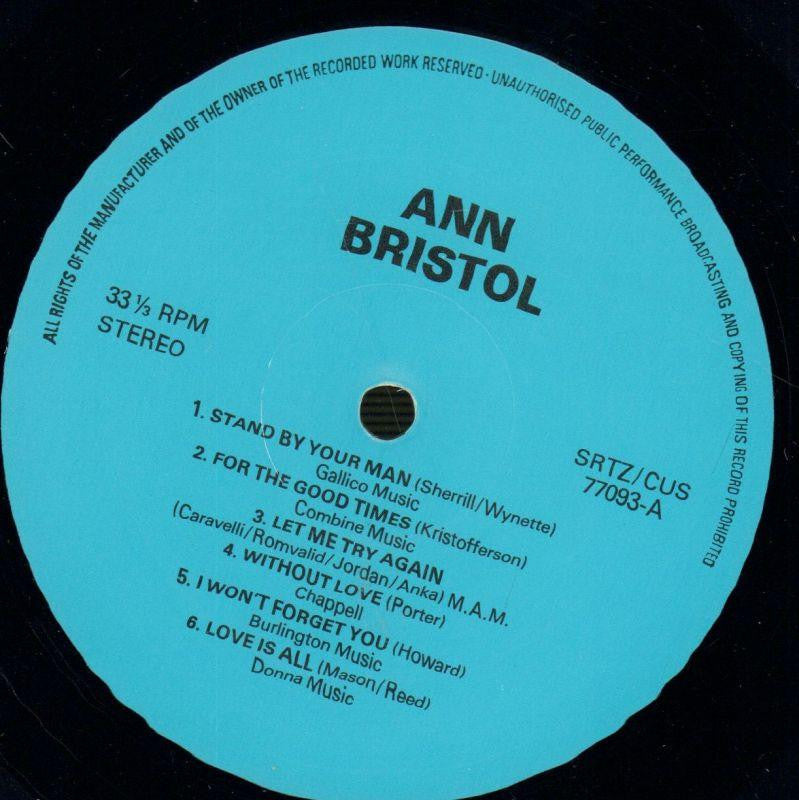 ALL RIGHTS OF THE MANUFACTURER AND OF THE OWNER OF THE RECORDED WORK RESERVED · UNAUTHORISED PUBLIC PERFORMANCE BROADCASTING AND COPYING OF THIS RECORD PROHIBITED
ANN
BRISTOL
33 1/3 RPM
STEREO
SRTZ/CUS
77093-A
1. STAND BY YOUR MAN (Sherrill/Wynette)
Gallico Music
2. FOR THE GOOD TIMES (Kristofferson)
Combine Music
3. LET ME TRY AGAIN
(Caravelli/Romvalid/Jordan/Anka) M.A.M.
4. WITHOUT LOVE (Porter)
Chappell
5. I WON'T FORGET YOU (Howard)
Burlington Music
6. LOVE IS ALL (Mason/Reed)
Donna Music